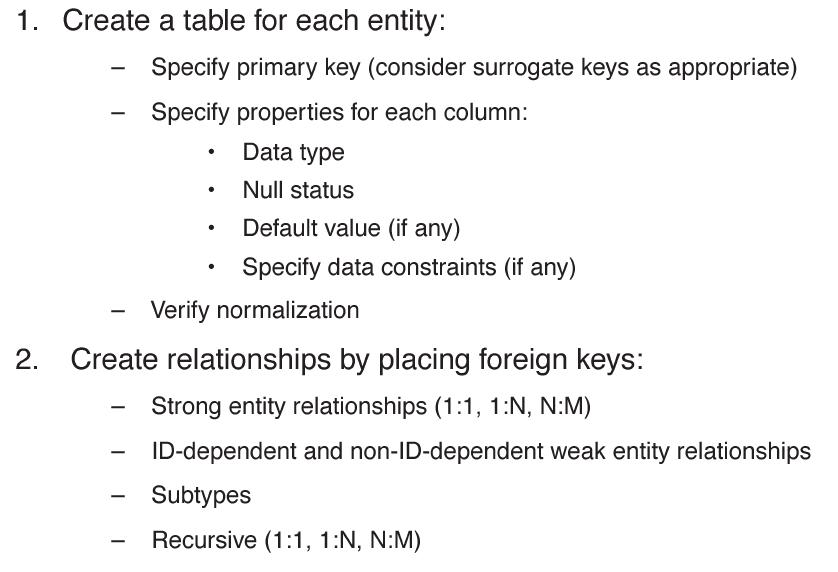 1. Create a table for each entity:
– Specify primary key (consider surrogate keys as appropriate)
– Specify properties for each column:
• Data type
• Null status
• Default value (if any)
• Specify data constraints (if any)
– Verify normalization
2. Create relationships by placing foreign keys:
– Strong entity relationships (1:1, 1:N, N:M)
– ID-dependent and non-ID-dependent weak entity relationships
– Subtypes
– Recursive (1:1, 1:N, N:M)